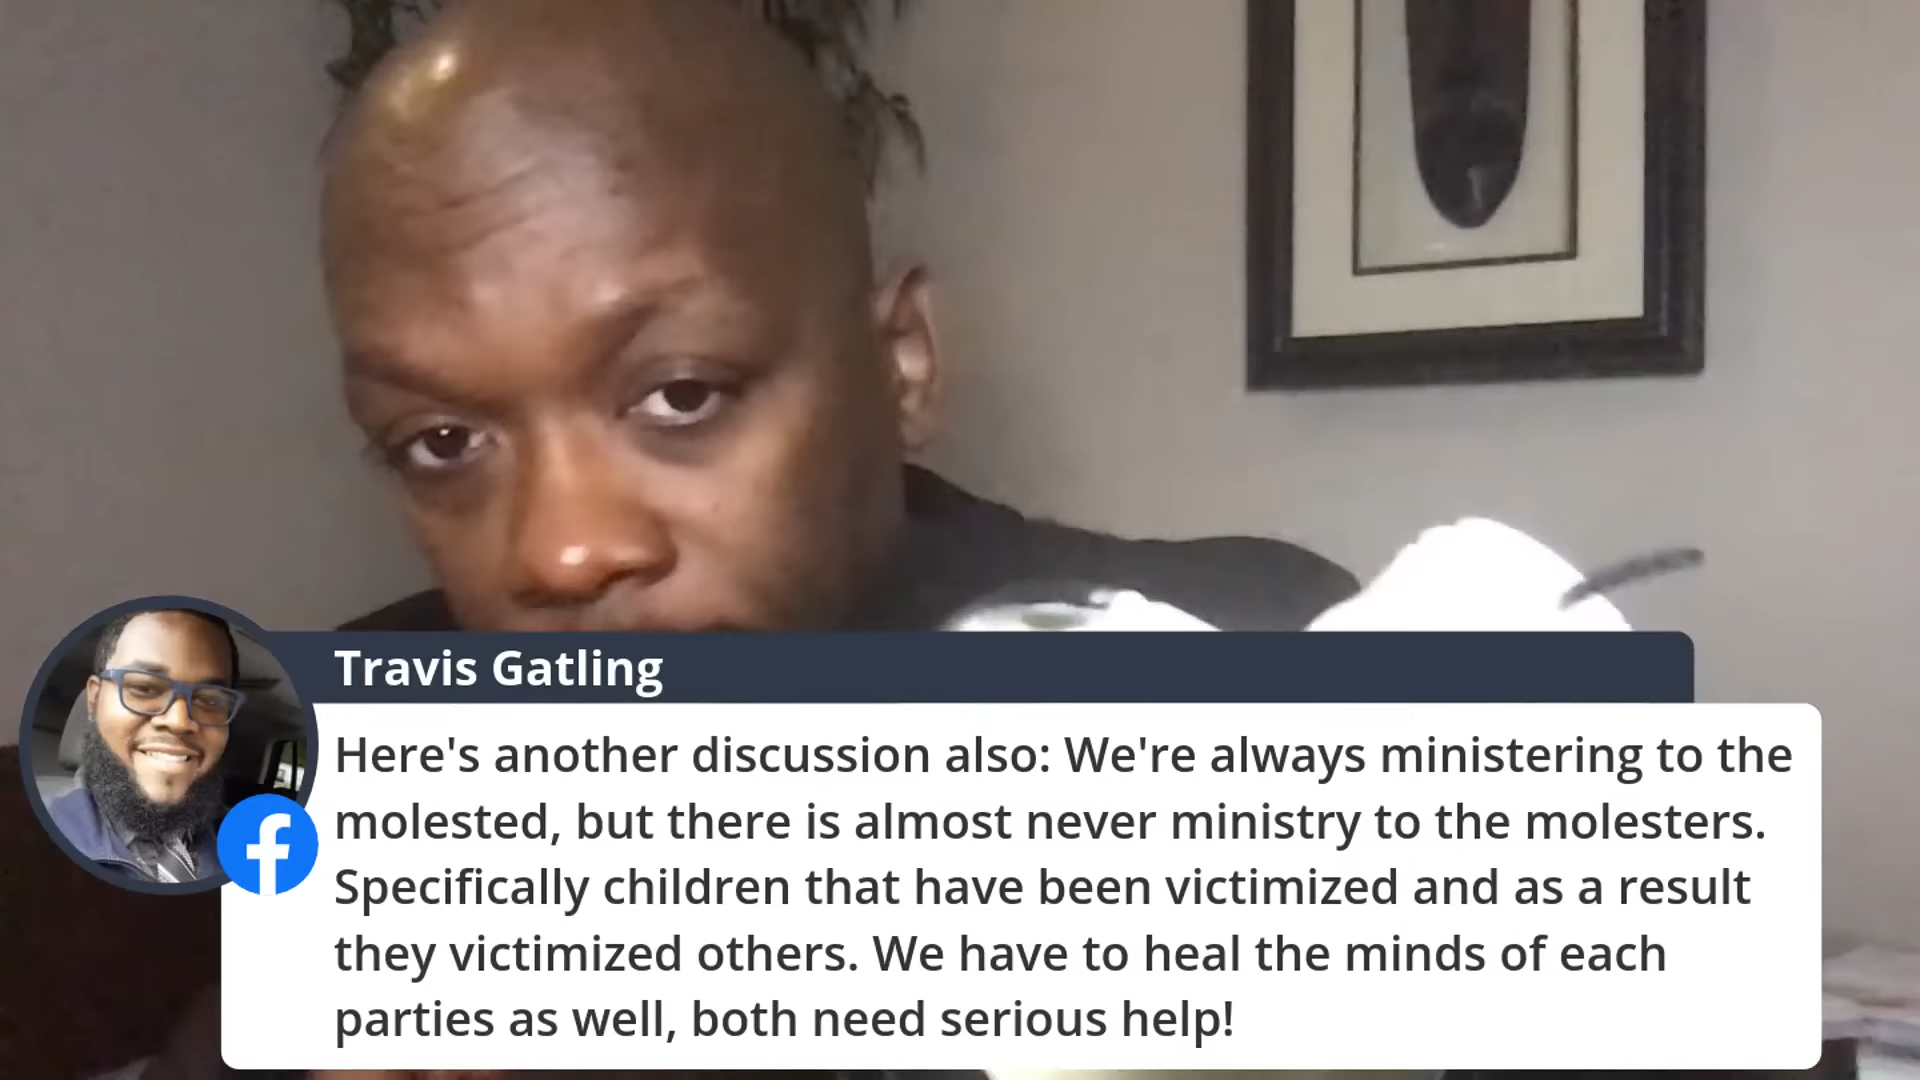 Travis Gatling
Here's another discussion also: We're always ministering to the
molested, but there is almost never ministry to the molesters.
Specifically children that have been victimized and as a result
they victimized others. We have to heal the minds of each
parties as well, both need serious help!